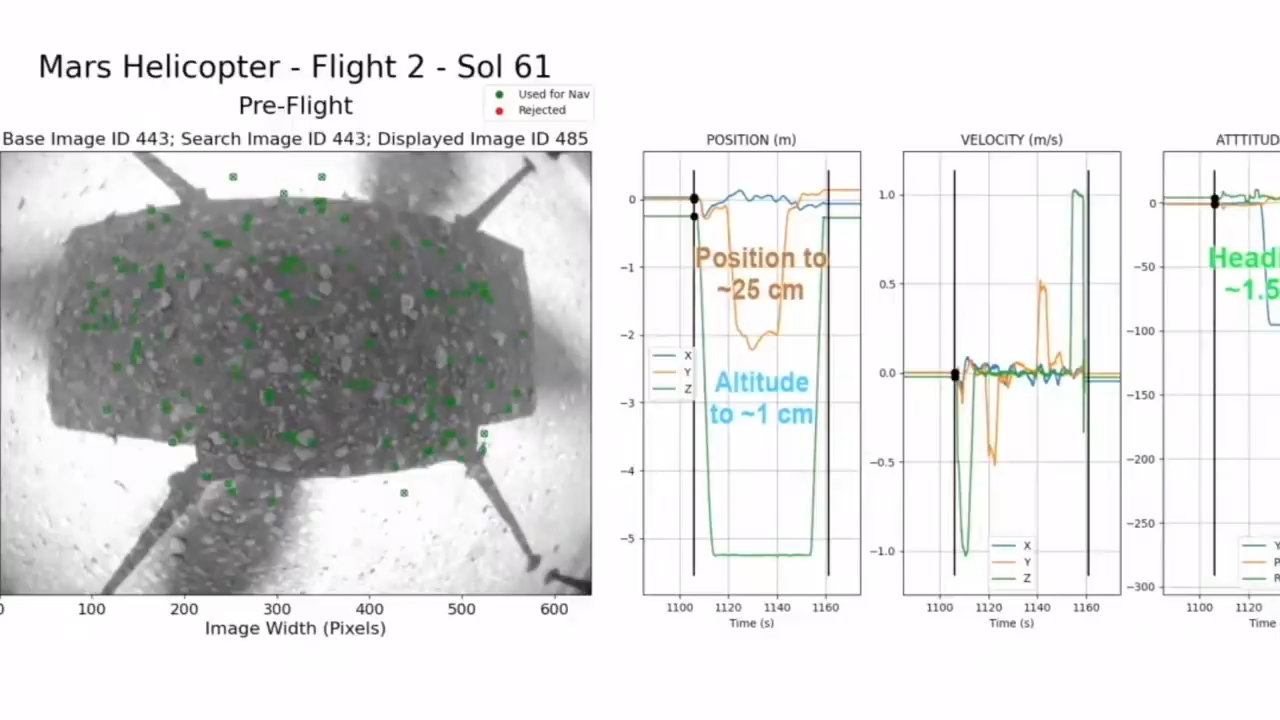 Mars Helicopter - Flight 2 - Sol 61
Pre-Flight
Used for Nav
Rejected
Base Image ID 443; Search Image ID 443; Displayed Image ID 485
0 100 200 300 400 500 600
Image Width (Pixels)
POSITION (m)
0
−1
−2
−3
−4
−5
Position to
~25 cm
Altitude
to ~1 cm
X
Y
Z
1100 1120 1140 1160
Time (s)
VELOCITY (m/s)
1.0
0.5
0.0
−0.5
−1.0
X
Y
Z
1100 1120 1140 1160
Time (s)
ATTTITUD
0
−50
−100
−150
−200
−250
−300
Headi
~1.5
Y
P
R
1100 1120
Time